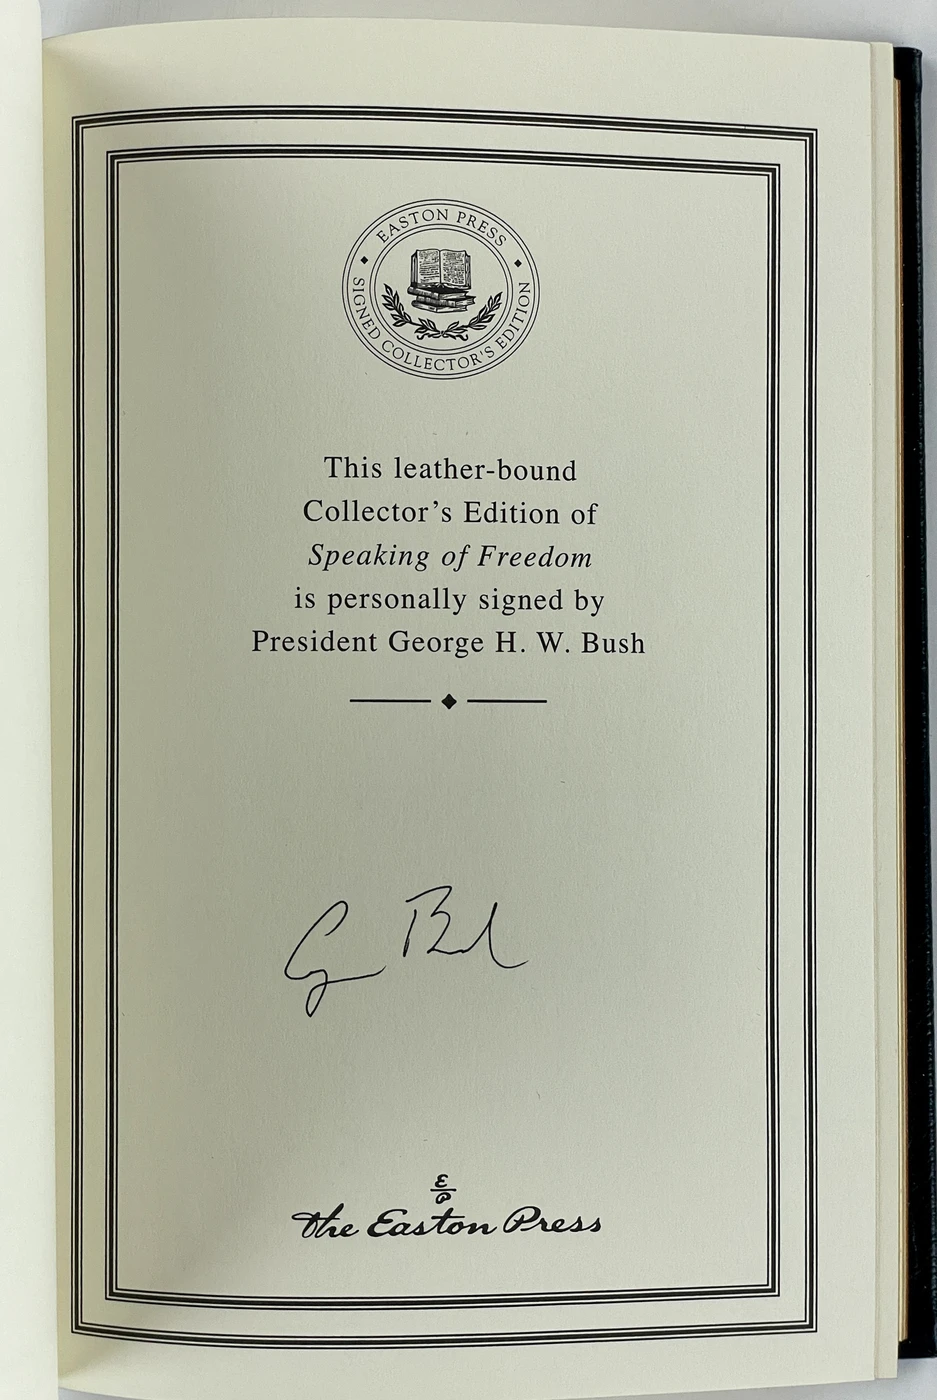 EASTON PRESS
SIGNED COLLECTOR'S EDITION
This leather-bound
Collector's Edition of
Speaking of Freedom
is personally signed by
President George H. W. Bush
G Bush
E
P
The Easton Press